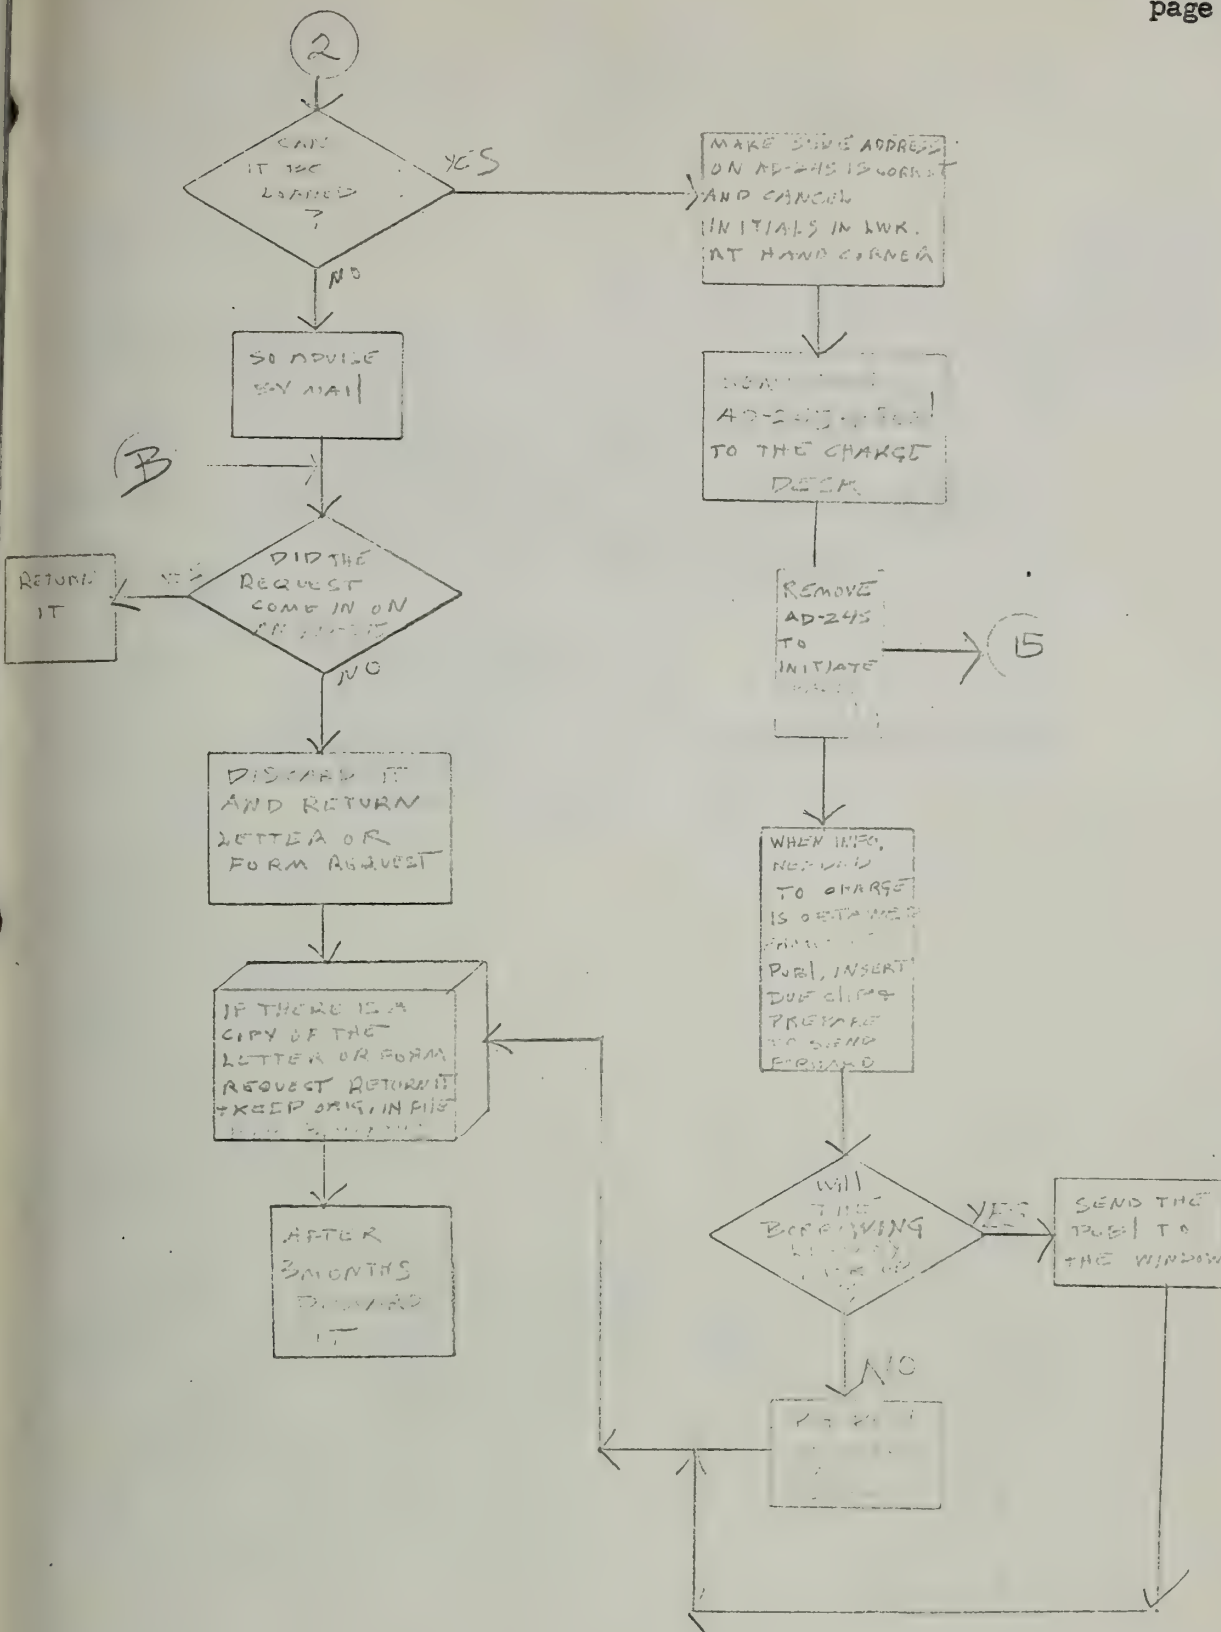 page
2
CAN
IT BE
LOANED
?
YES
NO
MAKE SURE ADDRESS
ON AD-245 IS CORRECT
AND CANCEL
INITIALS IN LWR.
RT HAND CORNER
SO ADVISE
BY MAIL
AD-245
TO THE CHARGE
DESK
B
DID THE
REQUEST
COME IN ON
YES
RETURN
IT
NO
REMOVE
AD-245
TO
INITIATE
15
DISCARD IT
AND RETURN
LETTER OR
FORM REQUEST
WHEN INFO.
NEEDED
TO CHARGE
IS OBTAINED
PUBL, INSERT
DUE SLIP &
PREPARE
TO SEND
FORWARD
IF THERE IS A
COPY OF THE
LETTER OR FORM
REQUEST RETURN IT
+ KEEP ORIG. IN FILE
WILL
THE
BORROWING
YES
SEND THE
PUBL TO
THE WINDOW
AFTER
3 MONTHS
DISCARD
IT
NO